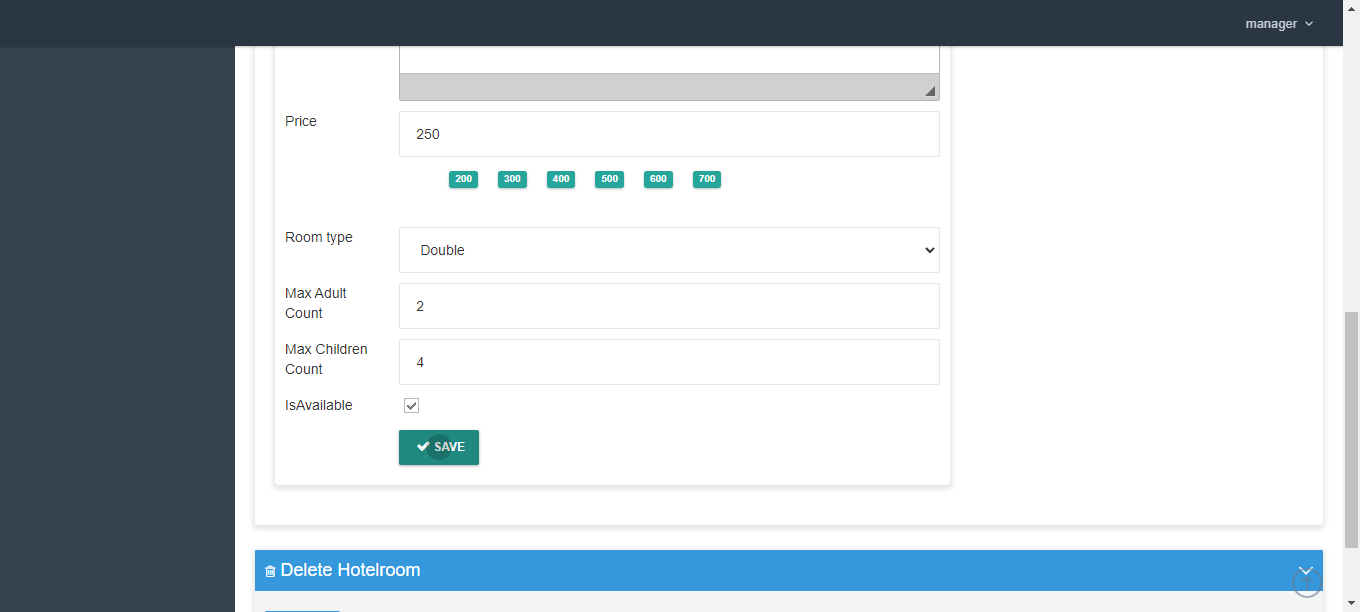 manager
Price
250
200 300 400 500 600 700
Room type
Double
Max Adult
Count
2
Max Children
Count
4
IsAvailable
SAVE
Delete Hotelroom